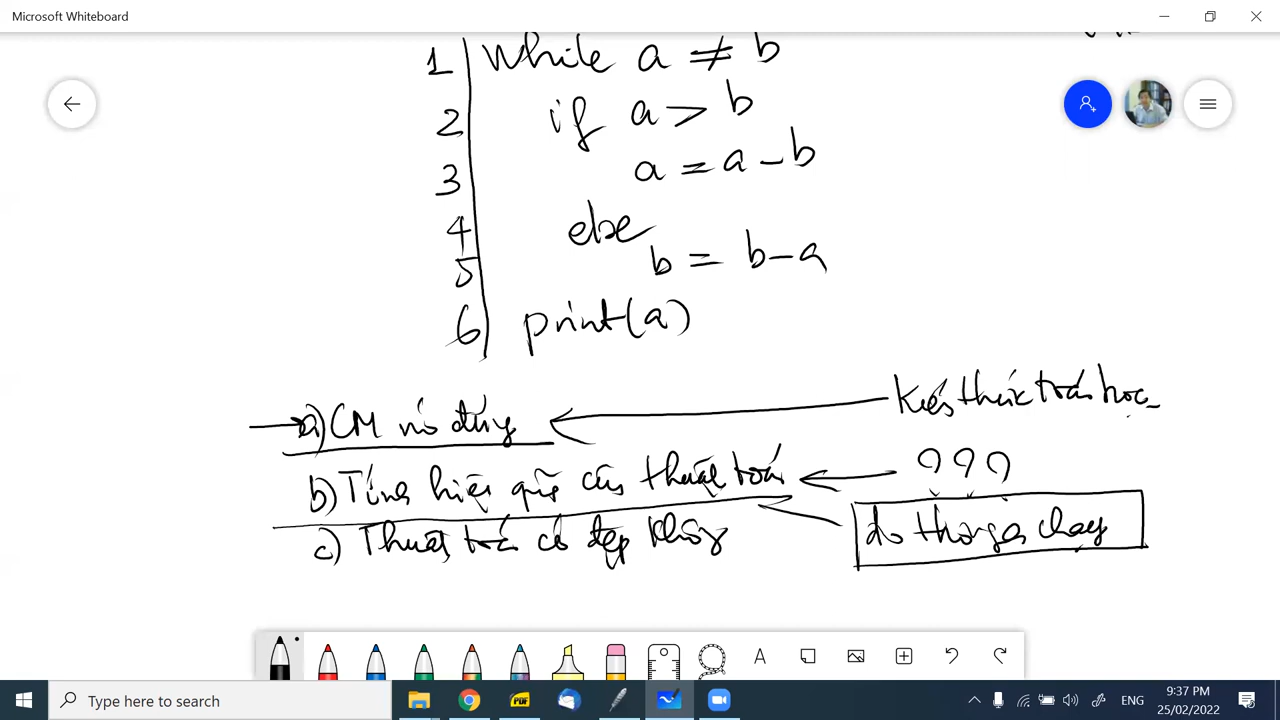 Microsoft Whiteboard
1 While a ≠ b
2 if a > b
3 a = a - b
4 else
5 b = b - a
6 print(a)
a) CM nó đúng
Kiến thức toán học
b) Tính hiệu quả của thuật toán
? ? ?
c) Thuật toán có đẹp không
đo thời gian chạy
Type here to search
PDF
ENG
9:37 PM
25/02/2022